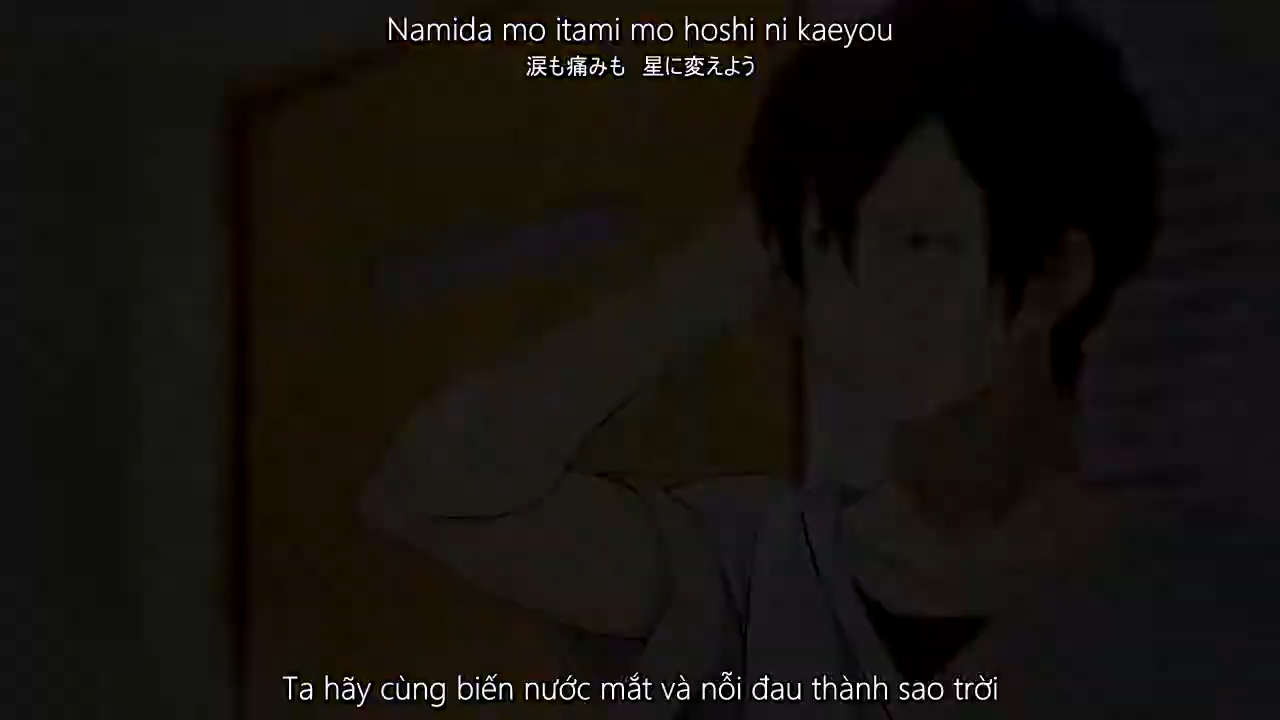 Namida mo itami mo hoshi ni kaeyou
涙も痛みも　星に変えよう
Ta hãy cùng biến nước mắt và nỗi đau thành sao trời